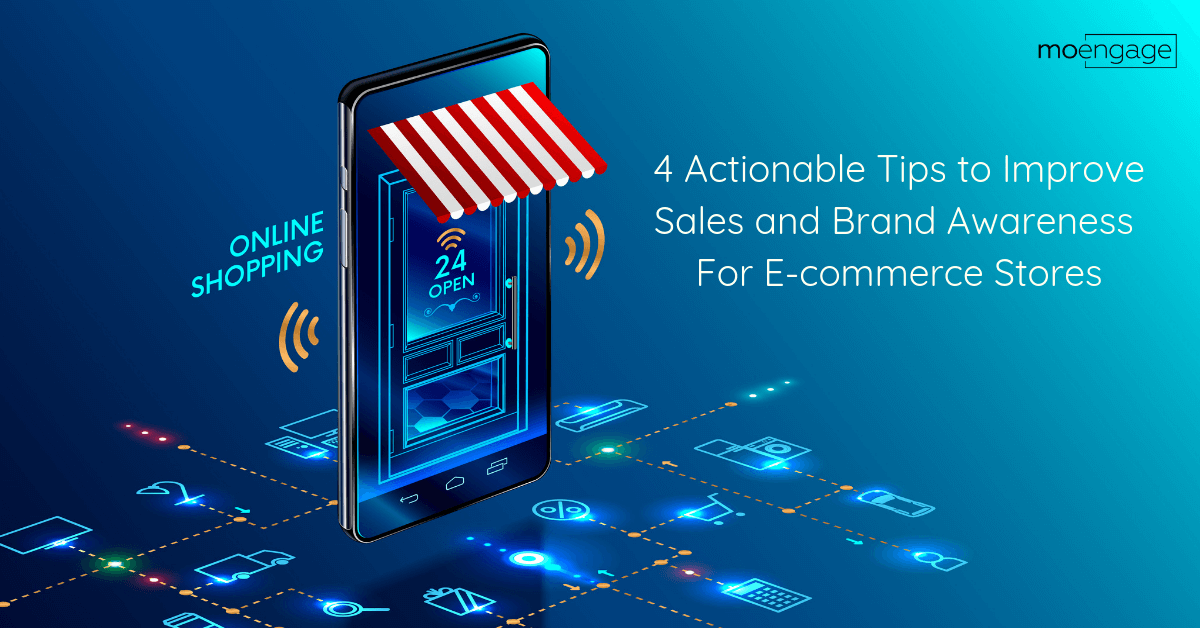 moengage
4 Actionable Tips to Improve
Sales and Brand Awareness
For E-commerce Stores
ONLINE
SHOPPING
24
OPEN